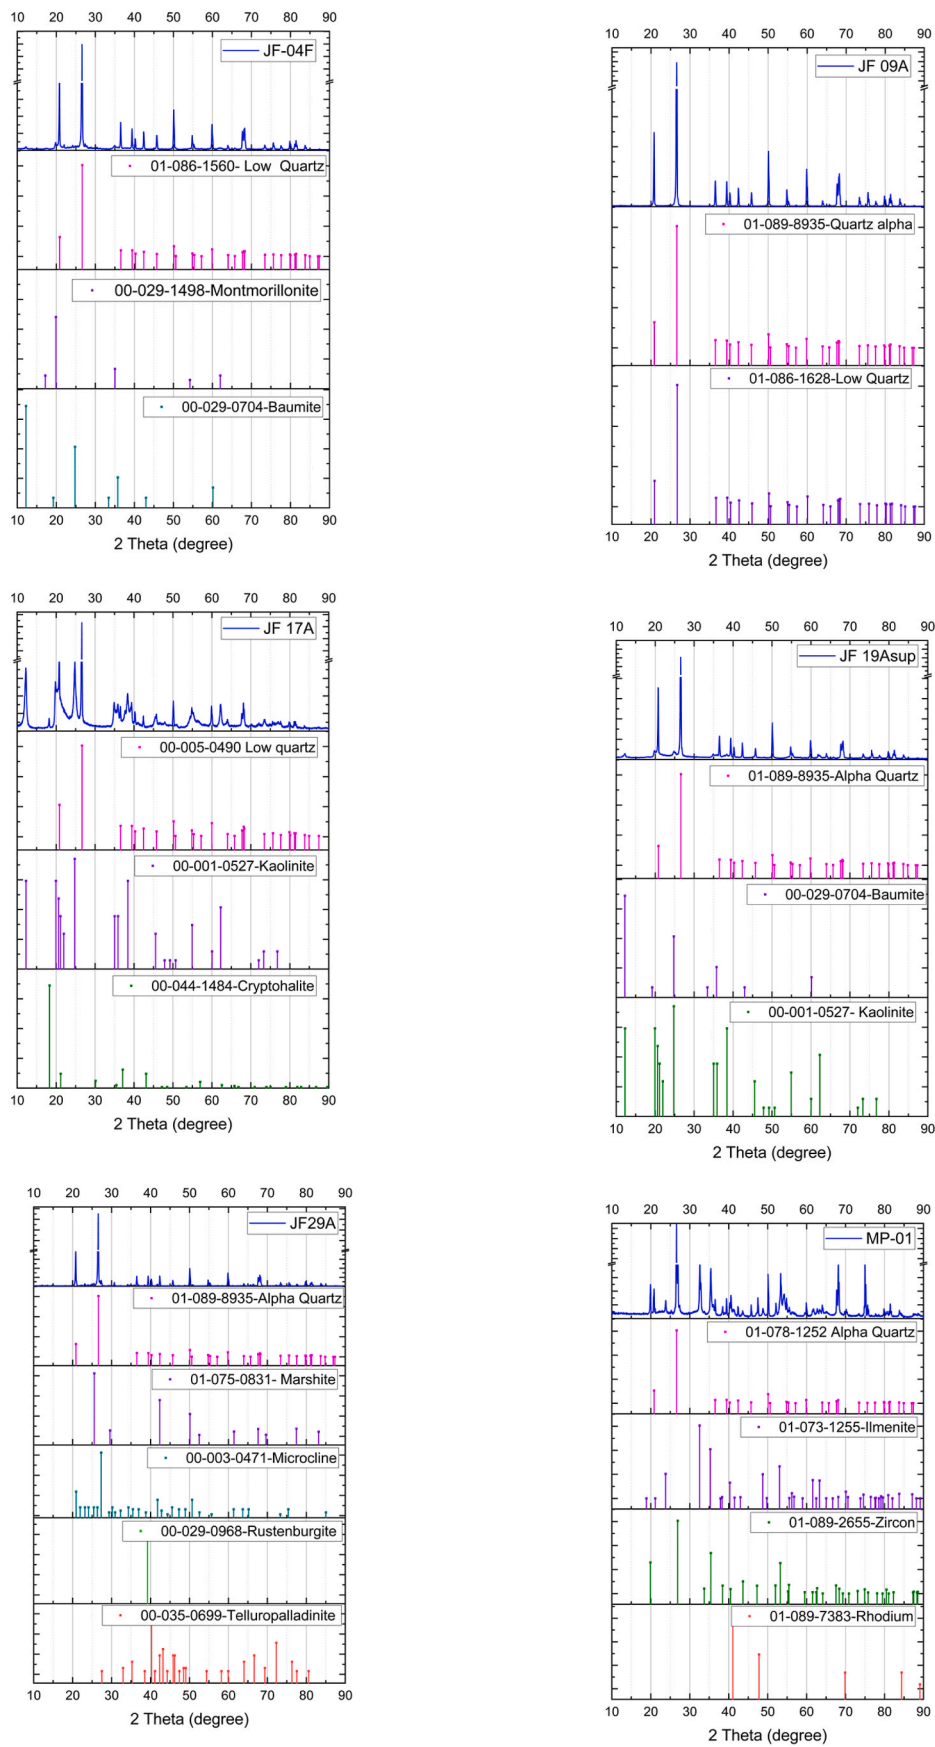 10 20 30 40 50 60 70 80 90
JF-04F
01-086-1560- Low Quartz
00-029-1498-Montmorillonite
00-029-0704-Baumite
10 20 30 40 50 60 70 80 90
2 Theta (degree)
JF 09A
01-089-8935-Quartz alpha
01-086-1628-Low Quartz
10 20 30 40 50 60 70 80 90
2 Theta (degree)
10 20 30 40 50 60 70 80 90
JF 17A
00-005-0490 Low quartz
00-001-0527-Kaolinite
00-044-1484-Cryptohalite
10 20 30 40 50 60 70 80 90
2 Theta (degree)
10 20 30 40 50 60 70 80 90
JF 19Asup
01-089-8935-Alpha Quartz
00-029-0704-Baumite
00-001-0527- Kaolinite
10 20 30 40 50 60 70 80 90
2 Theta (degree)
10 20 30 40 50 60 70 80 90
JF29A
01-089-8935-Alpha Quartz
01-075-0831- Marshite
00-003-0471-Microcline
00-029-0968-Rustenburgite
00-035-0699-Telluropalladinite
10 20 30 40 50 60 70 80 90
2 Theta (degree)
10 20 30 40 50 60 70 80 90
MP-01
01-078-1252 Alpha Quartz
01-073-1255-Ilmenite
01-089-2655-Zircon
01-089-7383-Rhodium
10 20 30 40 50 60 70 80 90
2 Theta (degree)